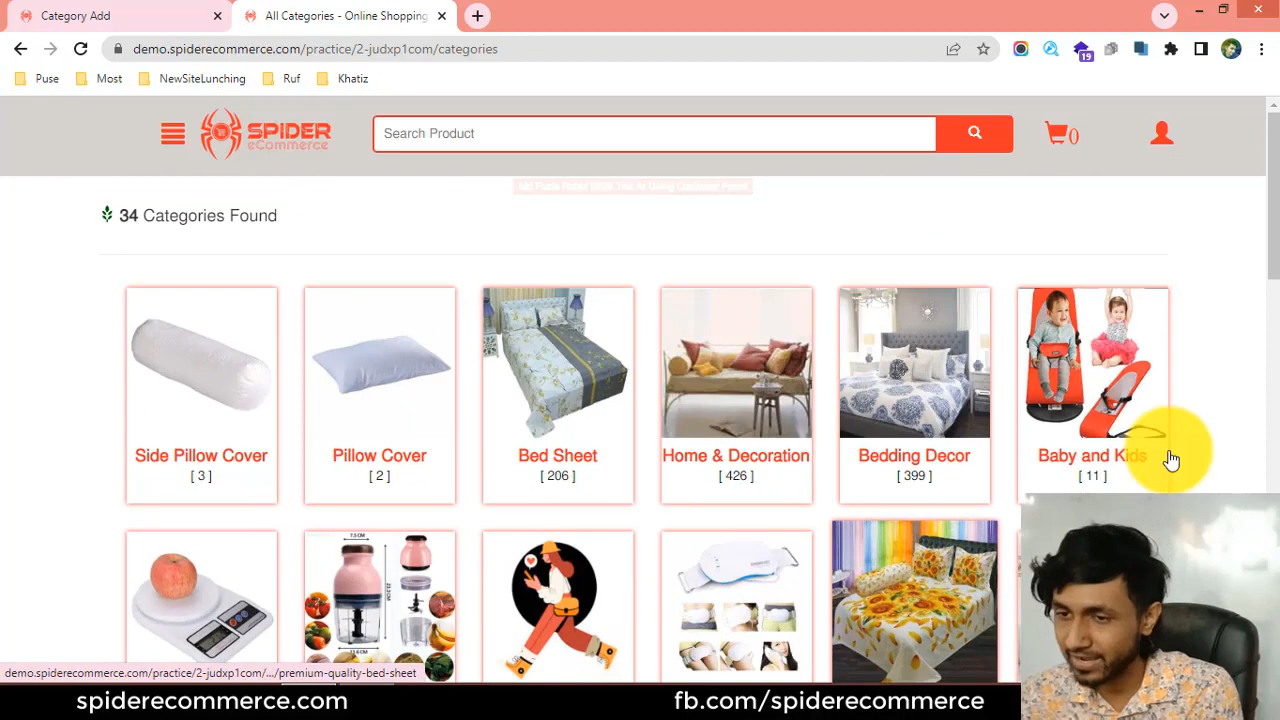 Category Add
All Categories - Online Shopping
demo.spiderecommerce.com/practice/2-judxp1com/categories
19
Puse
Most
NewSiteLunching
Ruf
Khatiz
SPIDER
eCommerce
Search Product
0
34 Categories Found
Side Pillow Cover
[ 3 ]
Pillow Cover
[ 2 ]
Bed Sheet
[ 206 ]
Home & Decoration
[ 426 ]
Bedding Decor
[ 399 ]
Baby and Kids
[ 11 ]
demo.spiderecommerce.com/practice/2-judxp1com/.../premium-quality-bed-sheet
spiderecommerce.com
fb.com/spiderecommerce